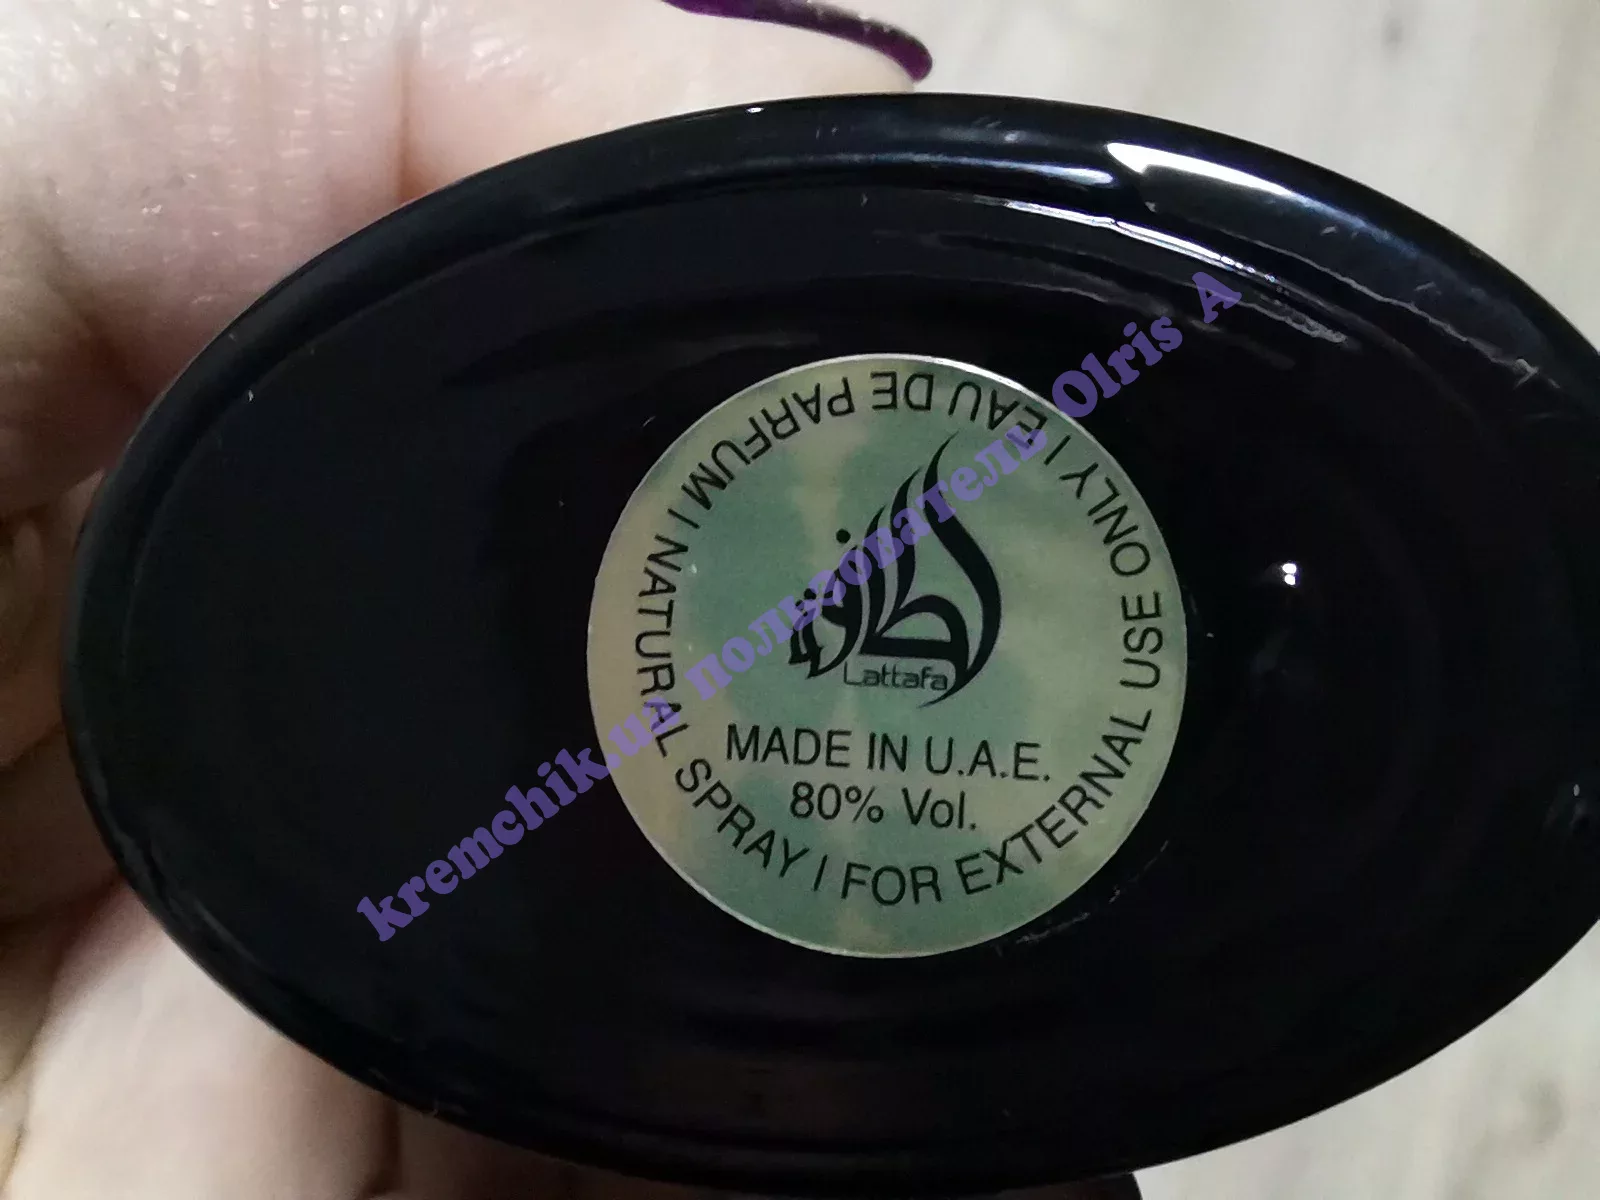 EAU DE PARFUM | NATURAL SPRAY | FOR EXTERNAL USE ONLY |
لطافة
Lattafa
MADE IN U.A.E.
80% Vol.
kremchik.ua пользователь Olris A